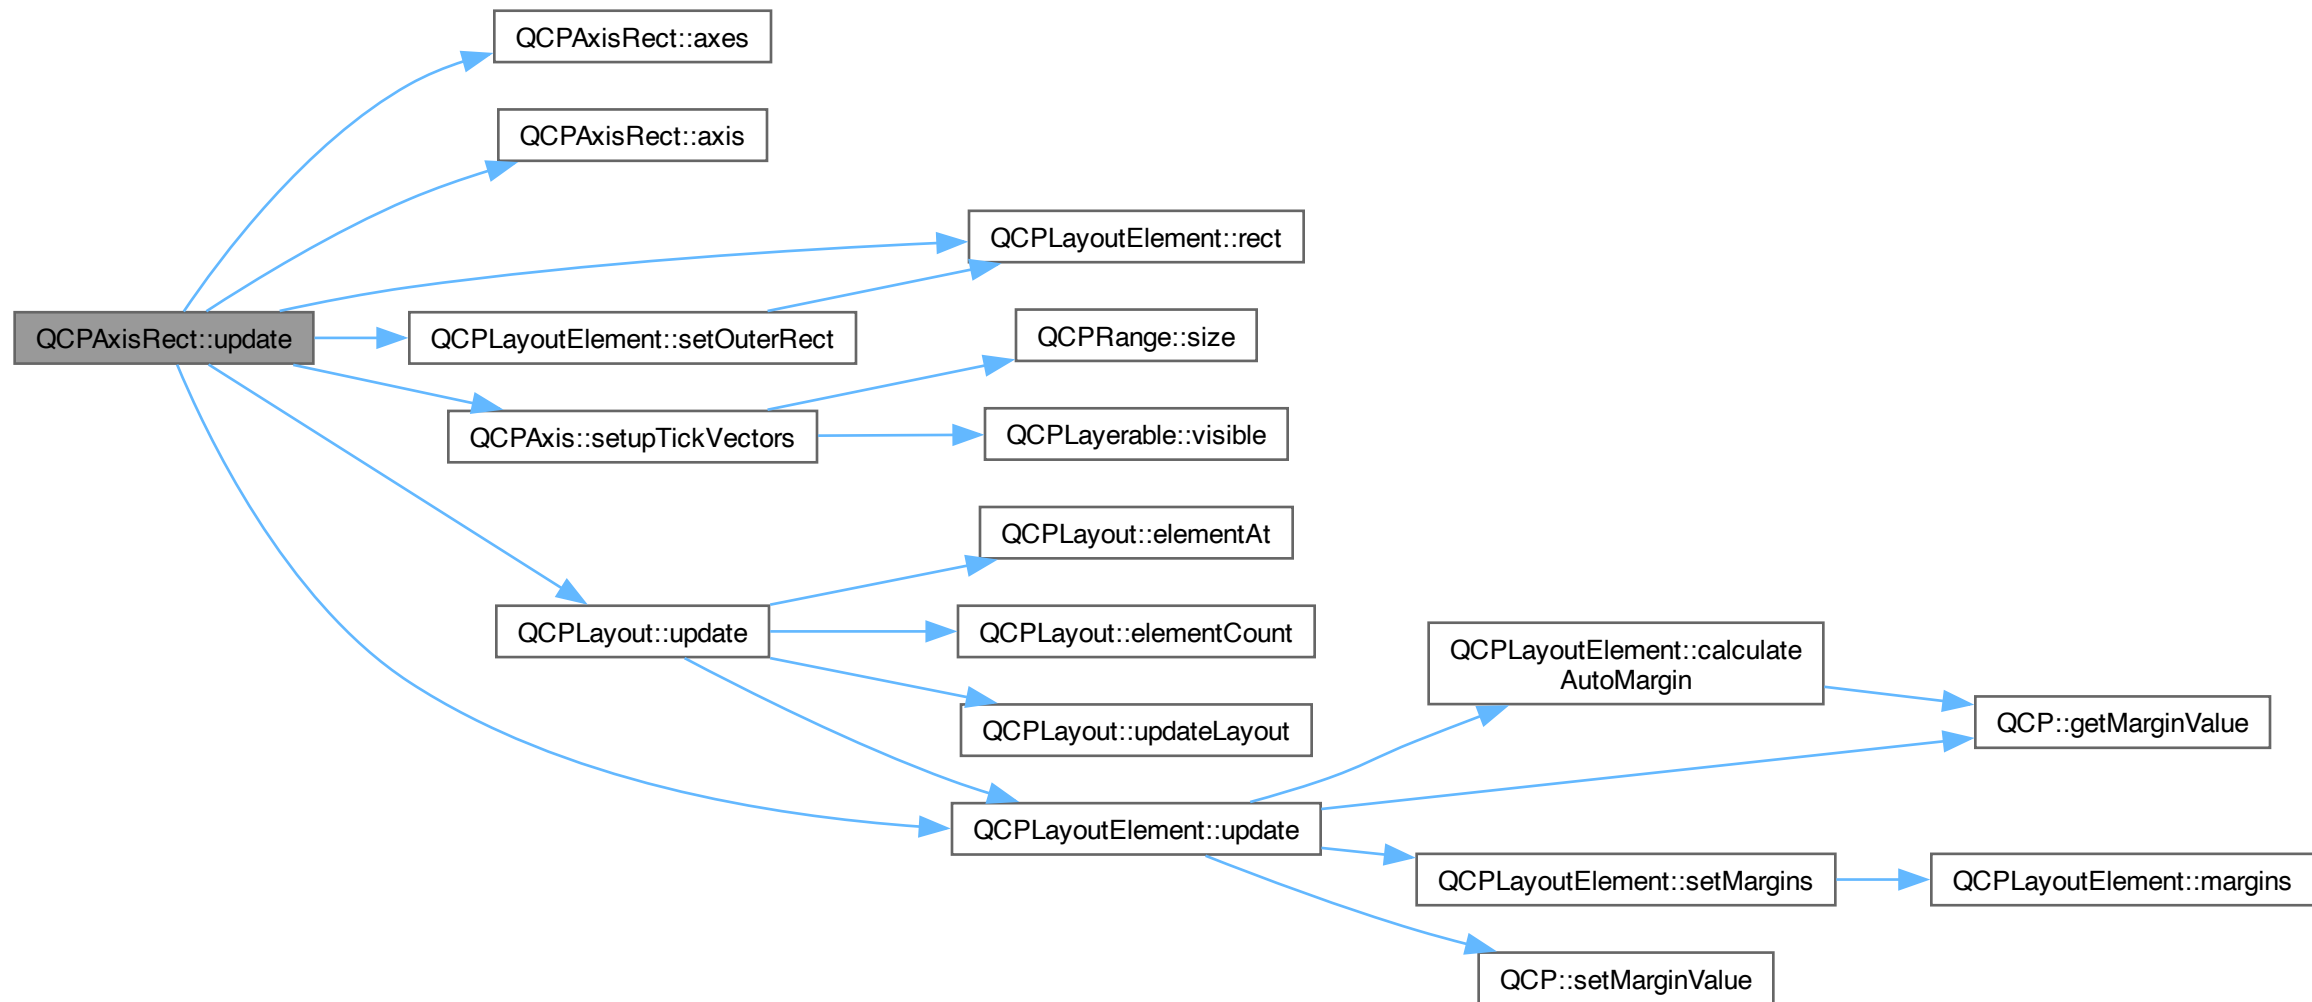 QCPAxisRect::axes
QCPAxisRect::axis
QCPLayoutElement::rect
QCPAxisRect::update
QCPLayoutElement::setOuterRect
QCPRange::size
QCPAxis::setupTickVectors
QCPLayerable::visible
QCPLayout::elementAt
QCPLayout::update
QCPLayout::elementCount
QCPLayoutElement::calculate
AutoMargin
QCP::getMarginValue
QCPLayout::updateLayout
QCPLayoutElement::update
QCPLayoutElement::setMargins
QCPLayoutElement::margins
QCP::setMarginValue